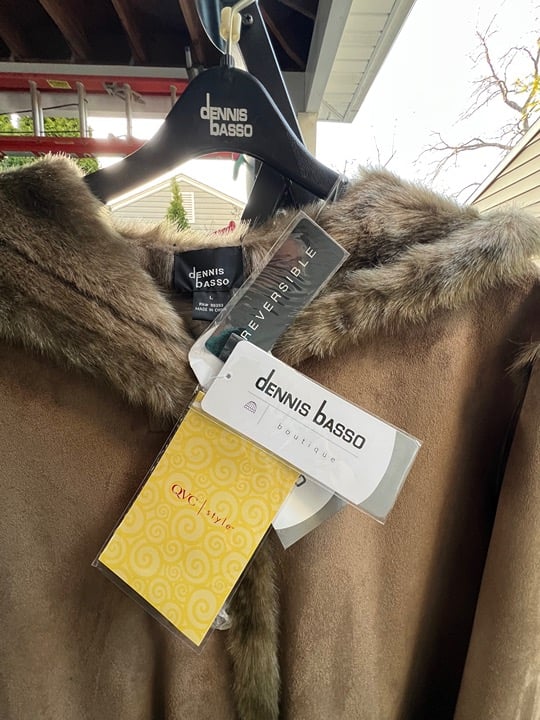 dENNIS
bASSO
dENNIS
bASSO
L
MADE IN CHINA
REVERSIBLE
dENNIS bASSO
boutique
QVC | style